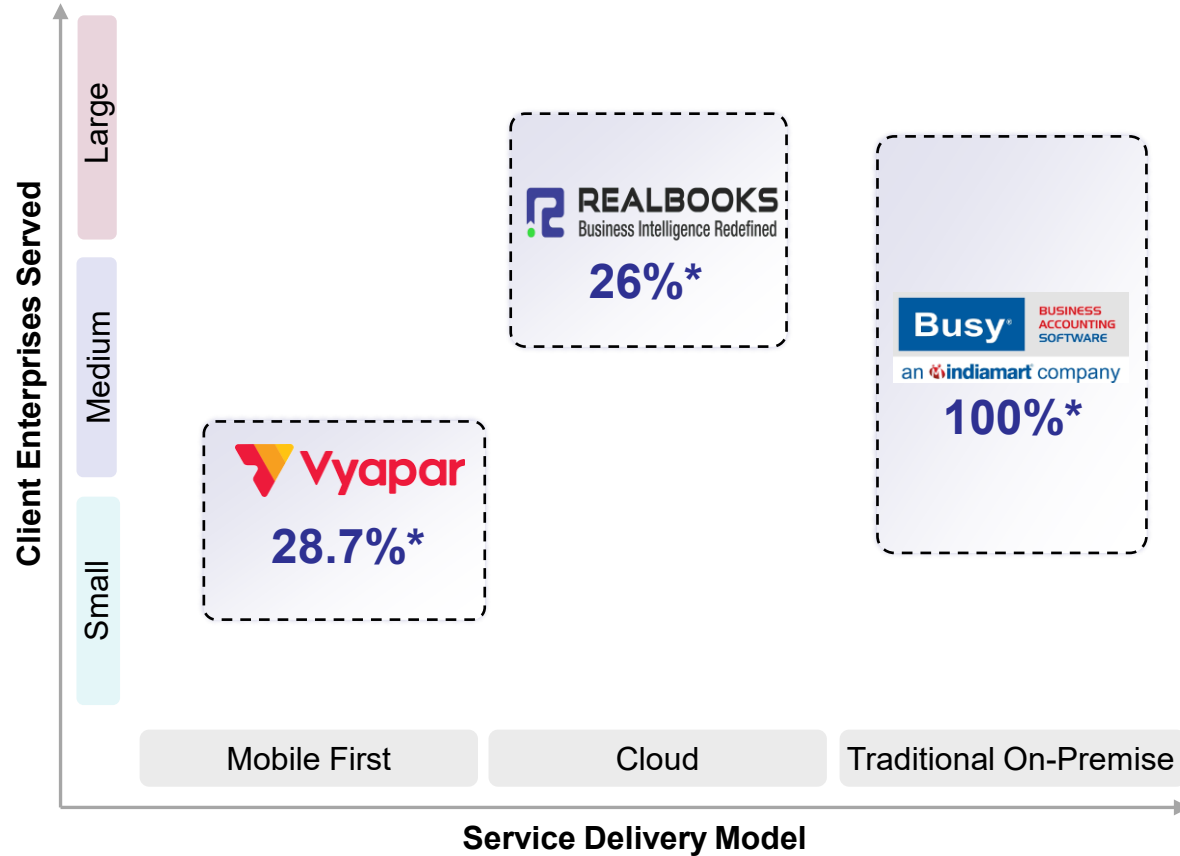 Client Enterprises Served
Large
Medium
Small
REALBOOKS
Business Intelligence Redefined
26%*
Busy®
BUSINESS
ACCOUNTING
SOFTWARE
an indiamart company
100%*
Vyapar
28.7%*
Mobile First
Cloud
Traditional On-Premise
Service Delivery Model